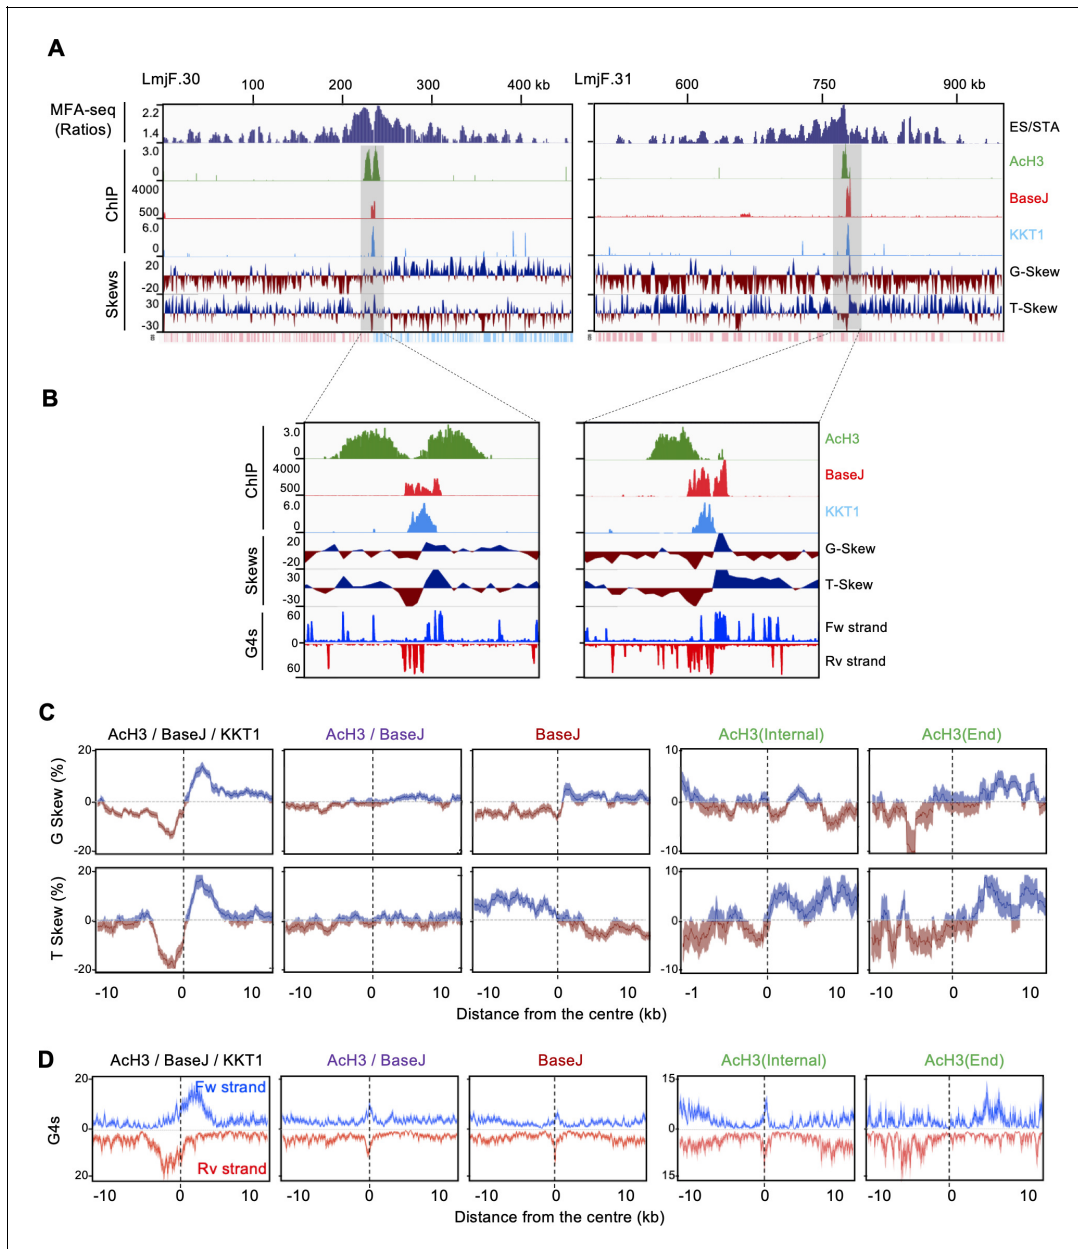 A
LmjF.30 100 200 300 400 kb
LmjF.31 600 750 900 kb
MFA-seq
(Ratios)
2.2
1.4
ES/STA
ChIP
3.0
0
AcH3
4000
500
BaseJ
6.0
0
KKT1
Skews
20
-20
G-Skew
30
-30
T-Skew
B
ChIP
3.0
0
AcH3
4000
500
BaseJ
6.0
0
KKT1
Skews
20
-20
G-Skew
30
-30
T-Skew
G4s
60
0
60
Fw strand
Rv strand
C
AcH3 / BaseJ / KKT1 AcH3 / BaseJ BaseJ AcH3(Internal) AcH3(End)
G Skew (%)
20
0
-20
10
0
-10
T Skew (%)
20
0
-20
10
0
-10
-10 0 10 -10 0 10 -10 0 10 -1 0 10 -10 0 10
Distance from the centre (kb)
D
AcH3 / BaseJ / KKT1 AcH3 / BaseJ BaseJ AcH3(Internal) AcH3(End)
G4s
20
0
20
Fw strand
Rv strand
15
0
15
-10 0 10 -10 0 10 -10 0 10 -10 0 10 -10 0 10
Distance from the centre (kb)